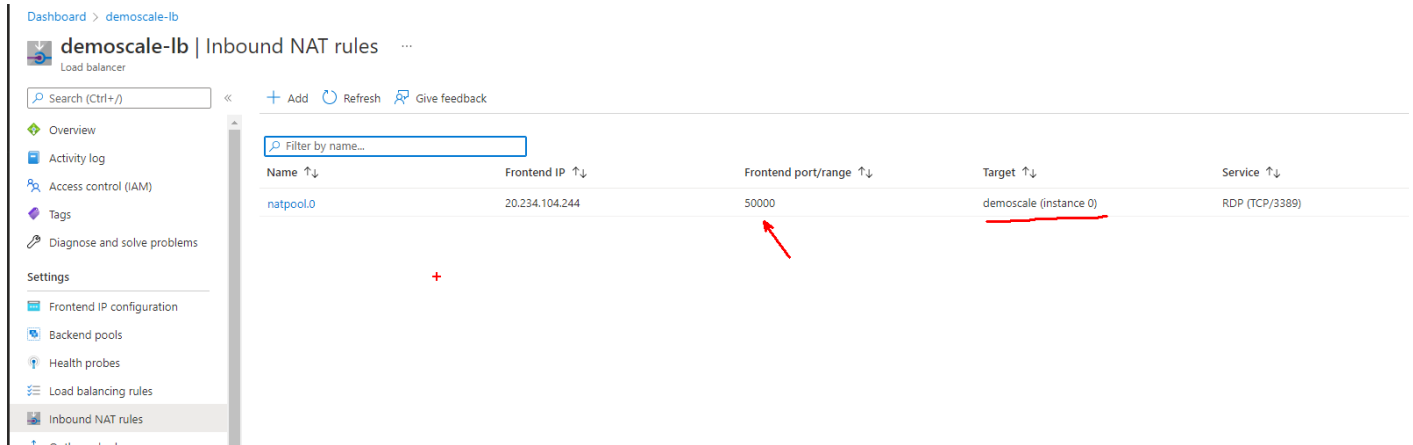 Dashboard > demoscale-lb
demoscale-lb | Inbound NAT rules ...
Load balancer
Search (Ctrl+/) «
+ Add Refresh Give feedback
Overview
Activity log
Access control (IAM)
Tags
Diagnose and solve problems
Settings
Frontend IP configuration
Backend pools
Health probes
Load balancing rules
Inbound NAT rules
Filter by name...
Name ↑↓ Frontend IP ↑↓ Frontend port/range ↑↓ Target ↑↓ Service ↑↓
natpool.0 20.234.104.244 50000 demoscale (instance 0) RDP (TCP/3389)